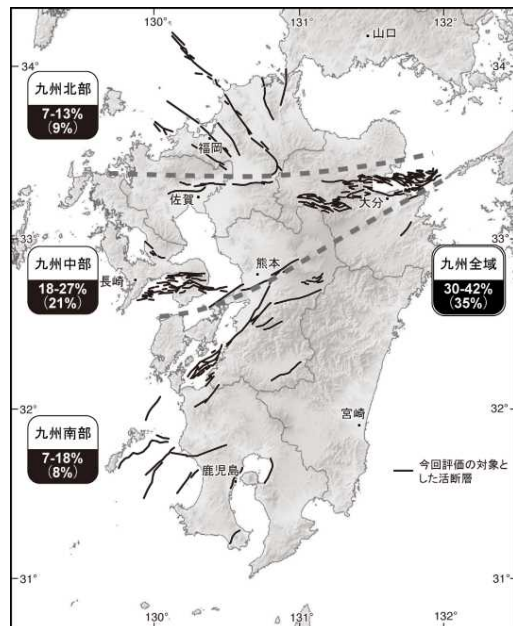 130°
131°
132°
34°
34°
山口
九州北部
7-13%
(9%)
福岡
佐賀
大分
33°
33°
九州中部
18-27%
(21%)
長崎
熊本
九州全域
30-42%
(35%)
32°
32°
九州南部
7-18%
(8%)
宮崎
鹿児島
今回評価の対象
とした活断層
31°
31°
130°
131°
132°